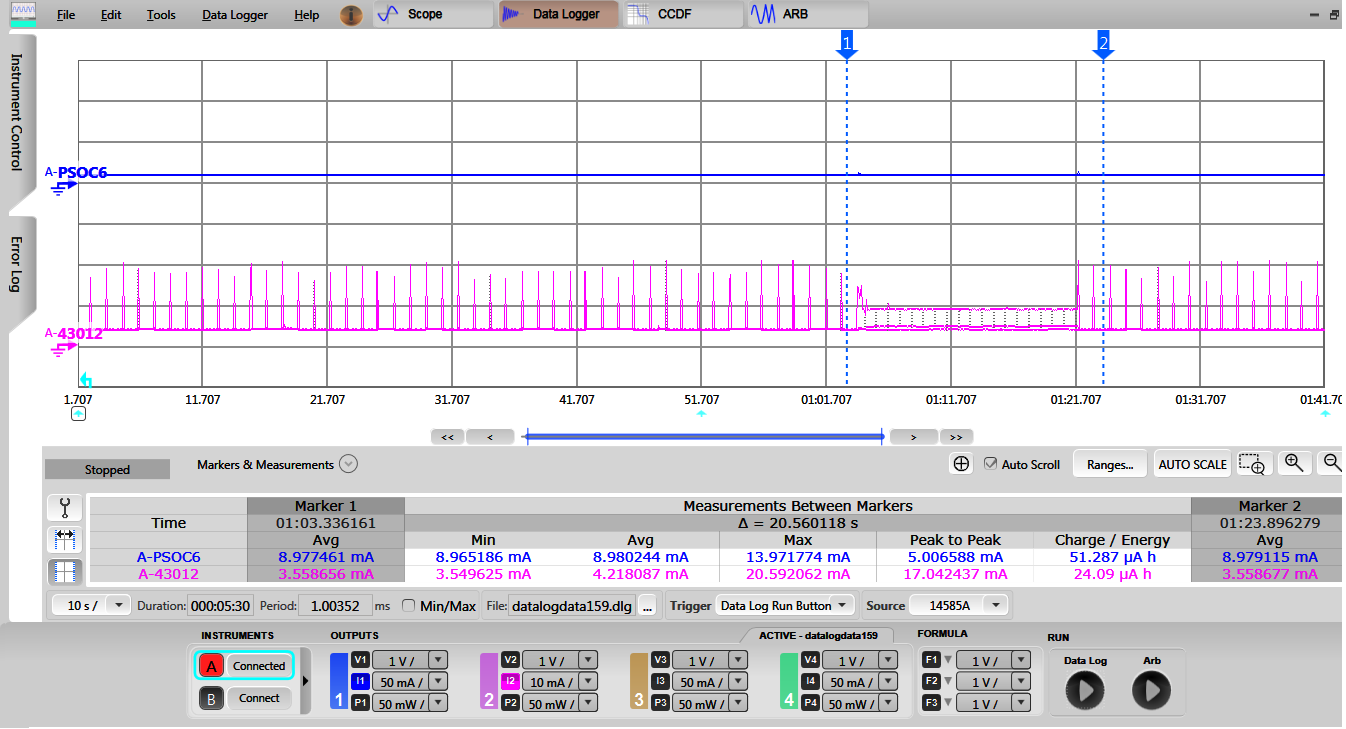 File Edit Tools Data Logger Help Scope Data Logger CCDF ARB
Instrument Control
Error Log
1 2
A-PSOC6
A-43012
1.707 11.707 21.707 31.707 41.707 51.707 01:01.707 01:11.707 01:21.707 01:31.707 01:41.70
<< < > >>
Stopped Markers & Measurements Auto Scroll Ranges... AUTO SCALE
Marker 1 Measurements Between Markers Marker 2
Time 01:03.336161 Δ = 20.560118 s 01:23.896279
Avg Min Avg Max Peak to Peak Charge / Energy Avg
A-PSOC6 8.977461 mA 8.965186 mA 8.980244 mA 13.971774 mA 5.006588 mA 51.287 µA h 8.979115 mA
A-43012 3.558656 mA 3.549625 mA 4.218087 mA 20.592062 mA 17.042437 mA 24.09 µA h 3.558677 mA
10 s / Duration: 000:05:30 Period: 1.00352 ms Min/Max File: datalogdata159.dlg ... Trigger Data Log Run Button Source 14585A
INSTRUMENTS OUTPUTS ACTIVE - datalogdata159 FORMULA RUN
A Connected
B Connect
1 V1 1 V / I1 50 mA / P1 50 mW /
2 V2 1 V / I2 10 mA / P2 50 mW /
3 V3 1 V / I3 50 mA / P3 50 mW /
4 V4 1 V / I4 50 mA / P4 50 mW /
F1 1 V / F2 1 V / F3 1 V /
Data Log Arb